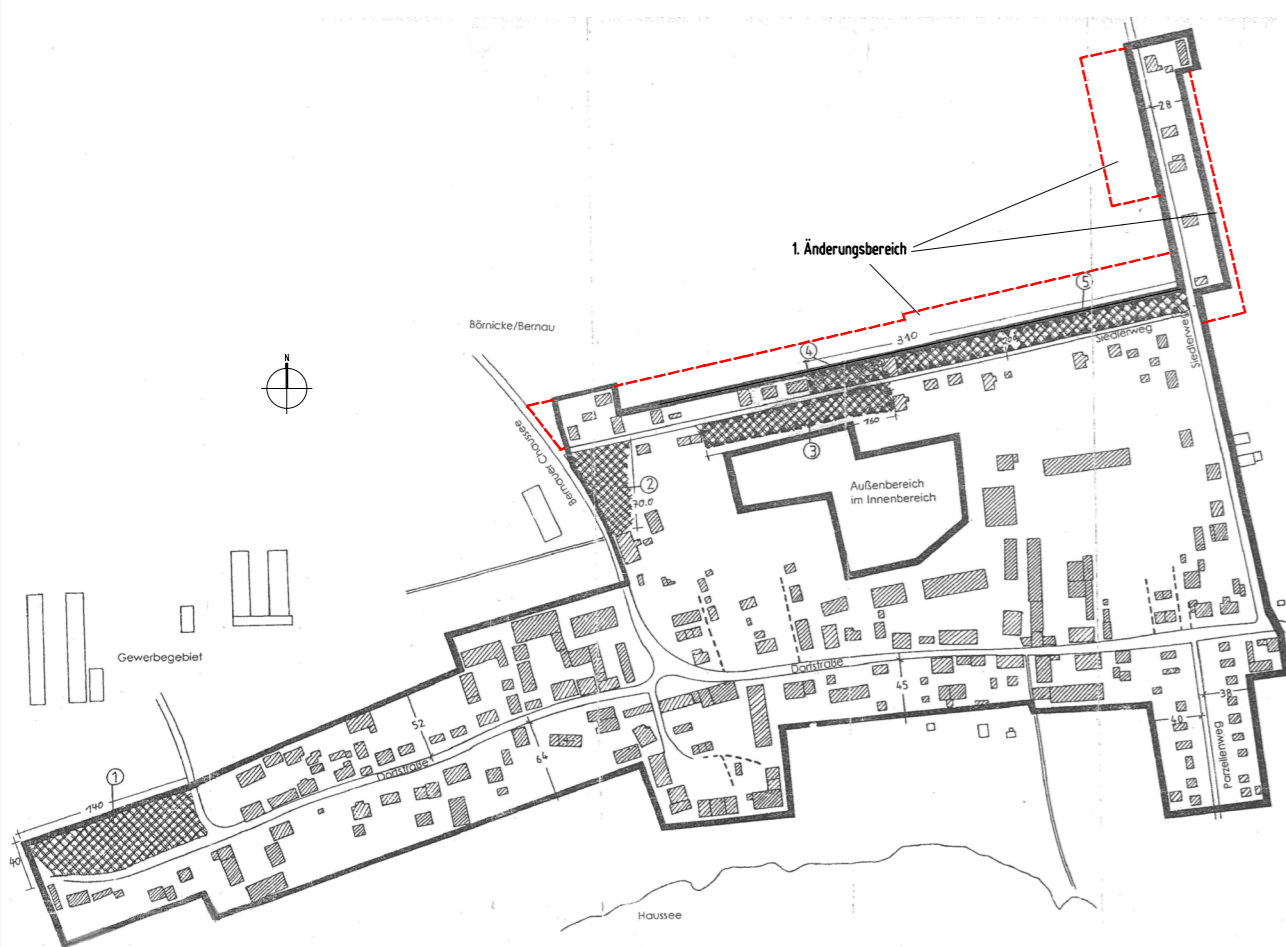 28
1. Änderungsbereich
5
Börnicke/Bernau
310
4
Siedlerweg
Siedlerweg
N
160
3
Bernauer Chaussee
2
70.0
Außenbereich
im Innenbereich
Gewerbegebiet
Dorfstraße
45
38
40
52
64
Parzellenweg
1
Dorfstraße
140
40
Haussee